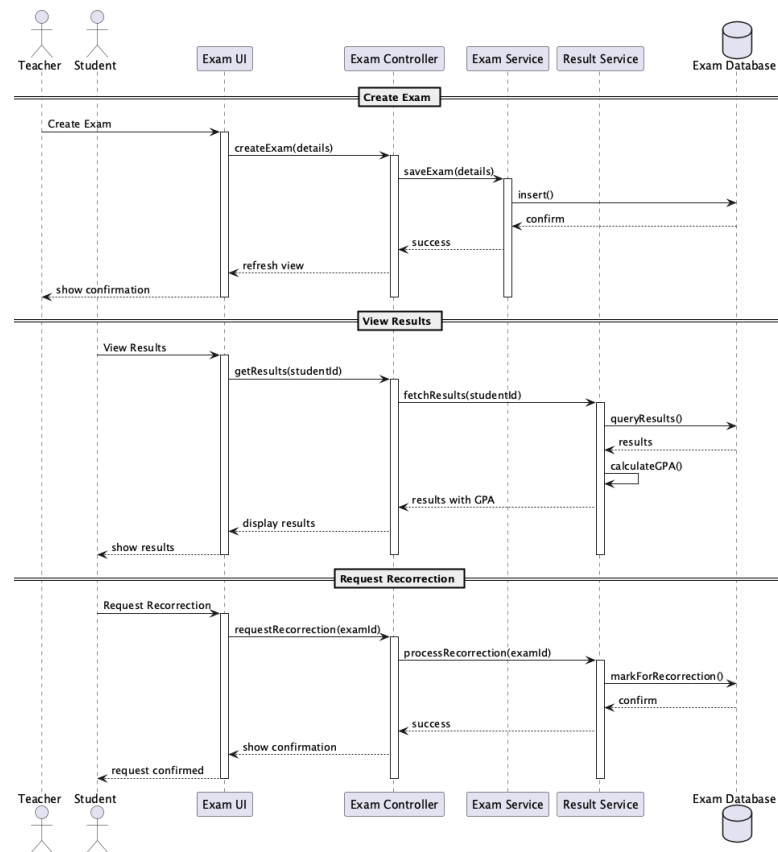 Teacher Student Exam UI Exam Controller Exam Service Result Service Exam Database
Create Exam
Create Exam
createExam(details)
saveExam(details)
insert()
confirm
success
refresh view
show confirmation
View Results
View Results
getResults(studentId)
fetchResults(studentId)
queryResults()
results
calculateGPA()
results with GPA
display results
show results
Request Recorrection
Request Recorrection
requestRecorrection(examId)
processRecorrection(examId)
markForRecorrection()
confirm
success
show confirmation
request confirmed
Teacher Student Exam UI Exam Controller Exam Service Result Service Exam Database